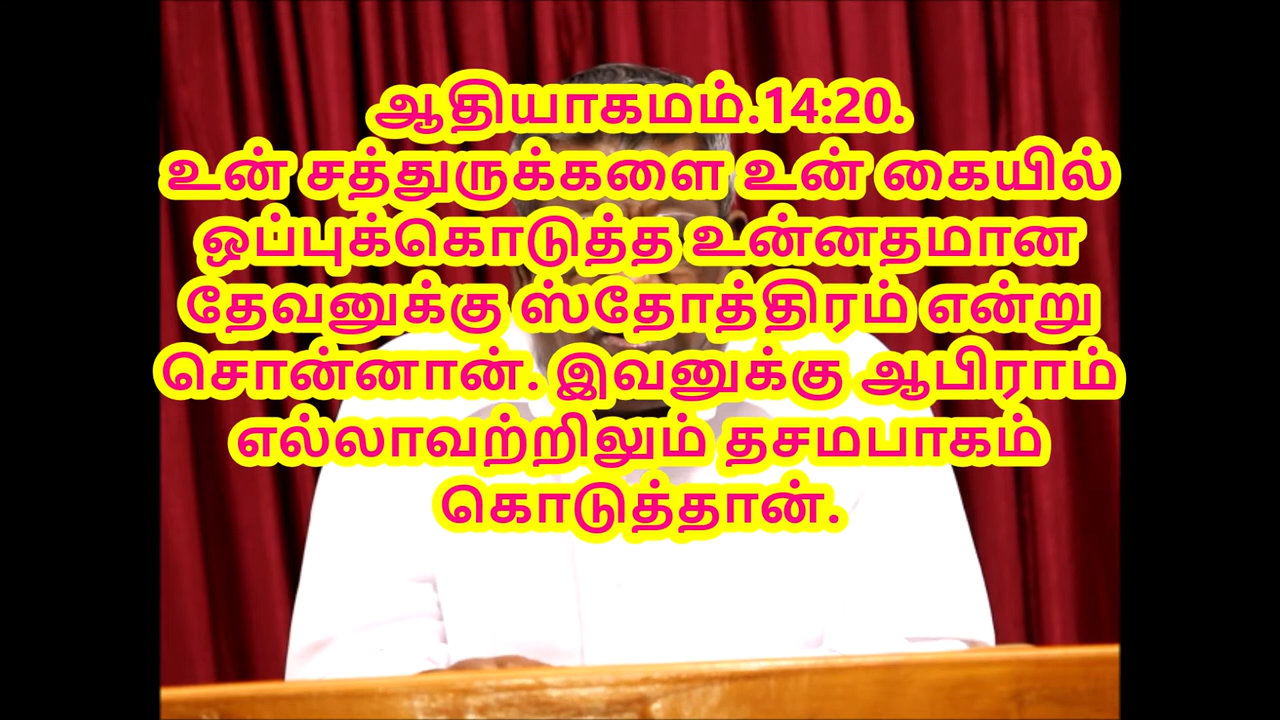 ஆதியாகமம்.14:20.
உன் சத்துருக்களை உன் கையில்
ஒப்புக்கொடுத்த உன்னதமான
தேவனுக்கு ஸ்தோத்திரம் என்று
சொன்னான். இவனுக்கு ஆபிராம்
எல்லாவற்றிலும் தசமபாகம்
கொடுத்தான்.